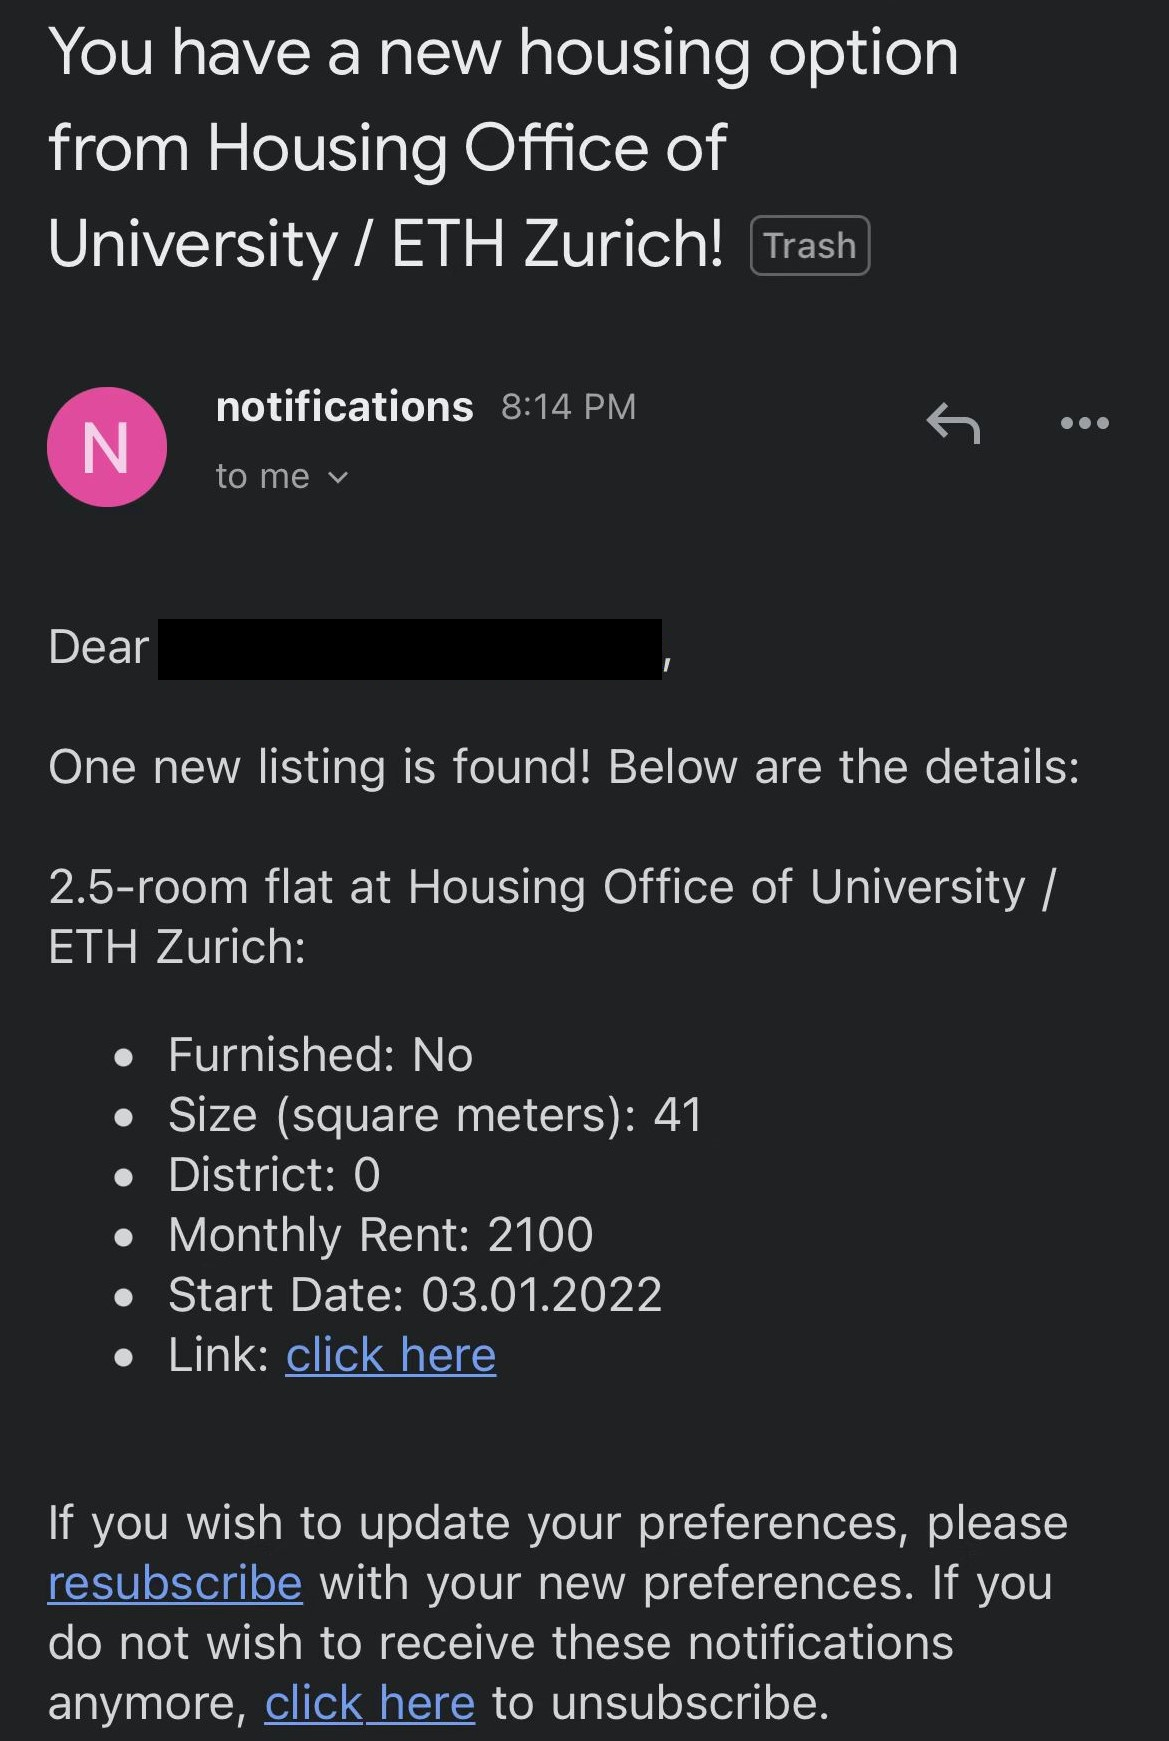 You have a new housing option
from Housing Office of
University / ETH Zurich! Trash
N
notifications 8:14 PM
to me
Dear ,
One new listing is found! Below are the details:
2.5-room flat at Housing Office of University /
ETH Zurich:
• Furnished: No
• Size (square meters): 41
• District: 0
• Monthly Rent: 2100
• Start Date: 03.01.2022
• Link: click here
If you wish to update your preferences, please
resubscribe with your new preferences. If you
do not wish to receive these notifications
anymore, click here to unsubscribe.